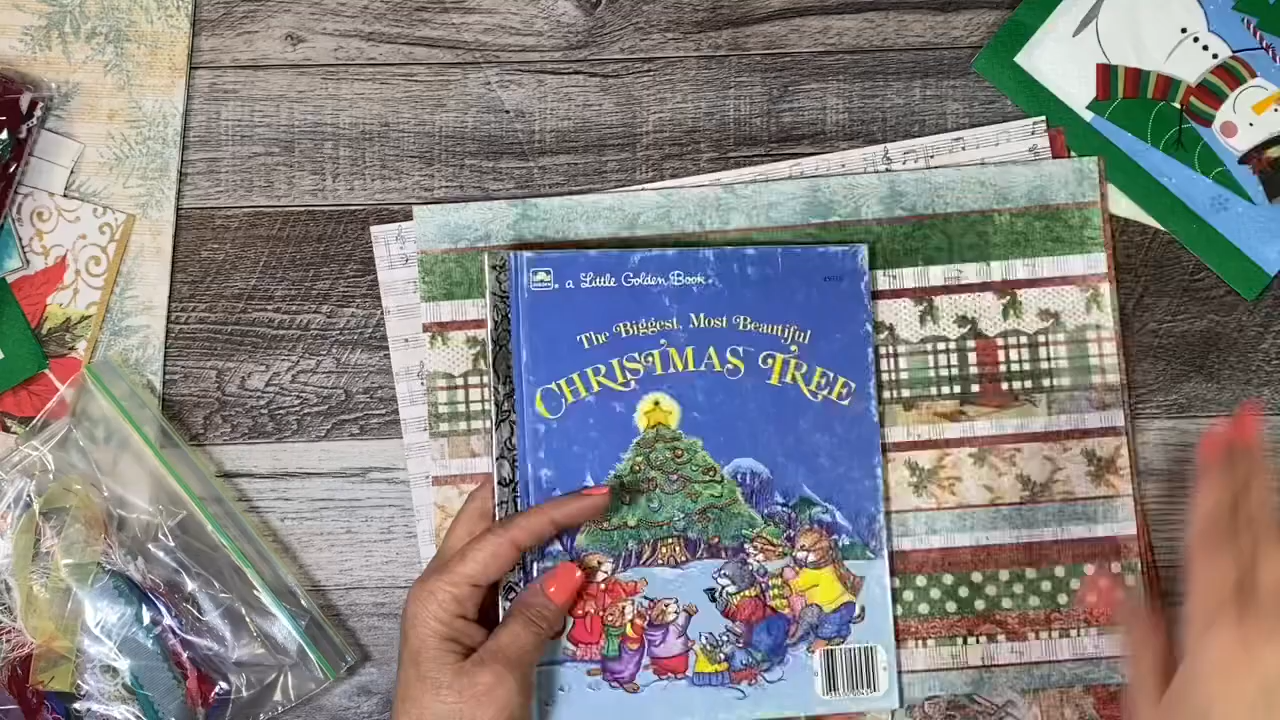 a Little Golden Book®
The Biggest, Most Beautiful
CHRISTMAS TREE